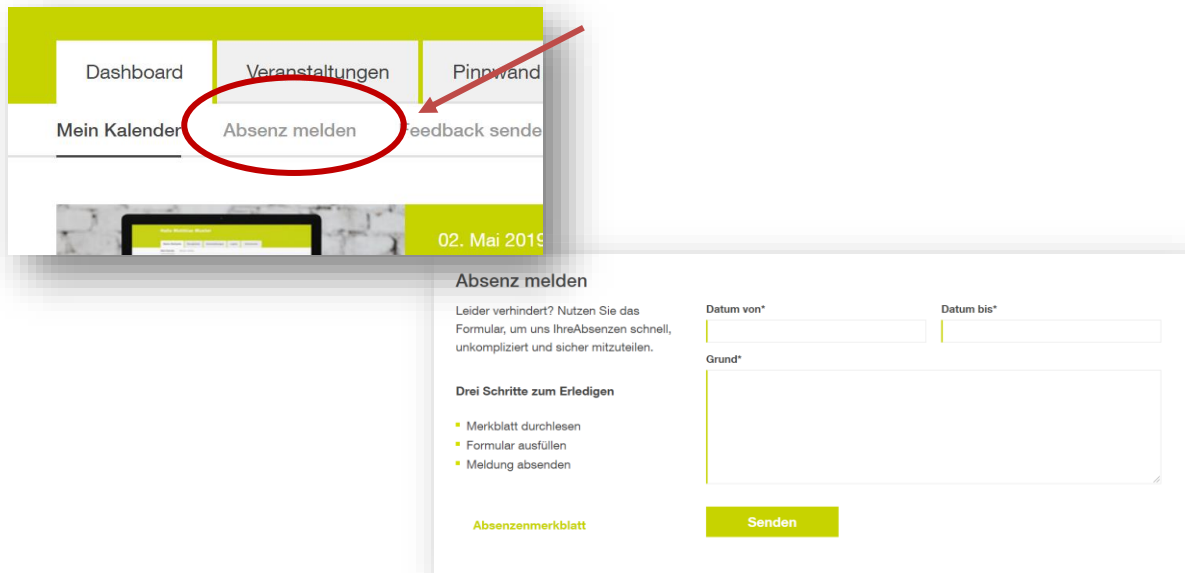 Dashboard Veranstaltungen Pinnwand
Mein Kalender Absenz melden Feedback sende
02. Mai 2019
Absenz melden
Leider verhindert? Nutzen Sie das
Formular, um uns IhreAbsenzen schnell,
unkompliziert und sicher mitzuteilen.
Drei Schritte zum Erledigen
Merkblatt durchlesen
Formular ausfüllen
Meldung absenden
Absenzenmerkblatt
Datum von* Datum bis*
Grund*
Senden